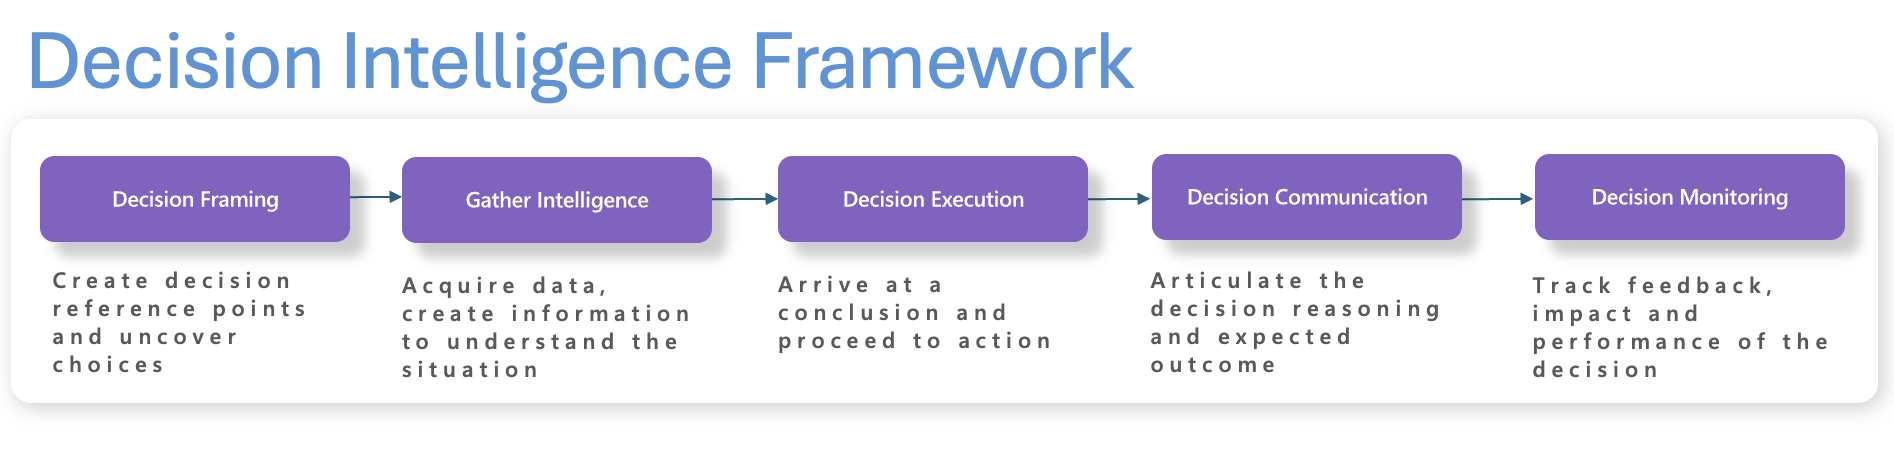 Decision Intelligence Framework
Decision Framing
Create decision
reference points
and uncover
choices
Gather Intelligence
Acquire data,
create information
to understand the
situation
Decision Execution
Arrive at a
conclusion and
proceed to action
Decision Communication
Articulate the
decision reasoning
and expected
outcome
Decision Monitoring
Track feedback,
impact and
performance of the
decision